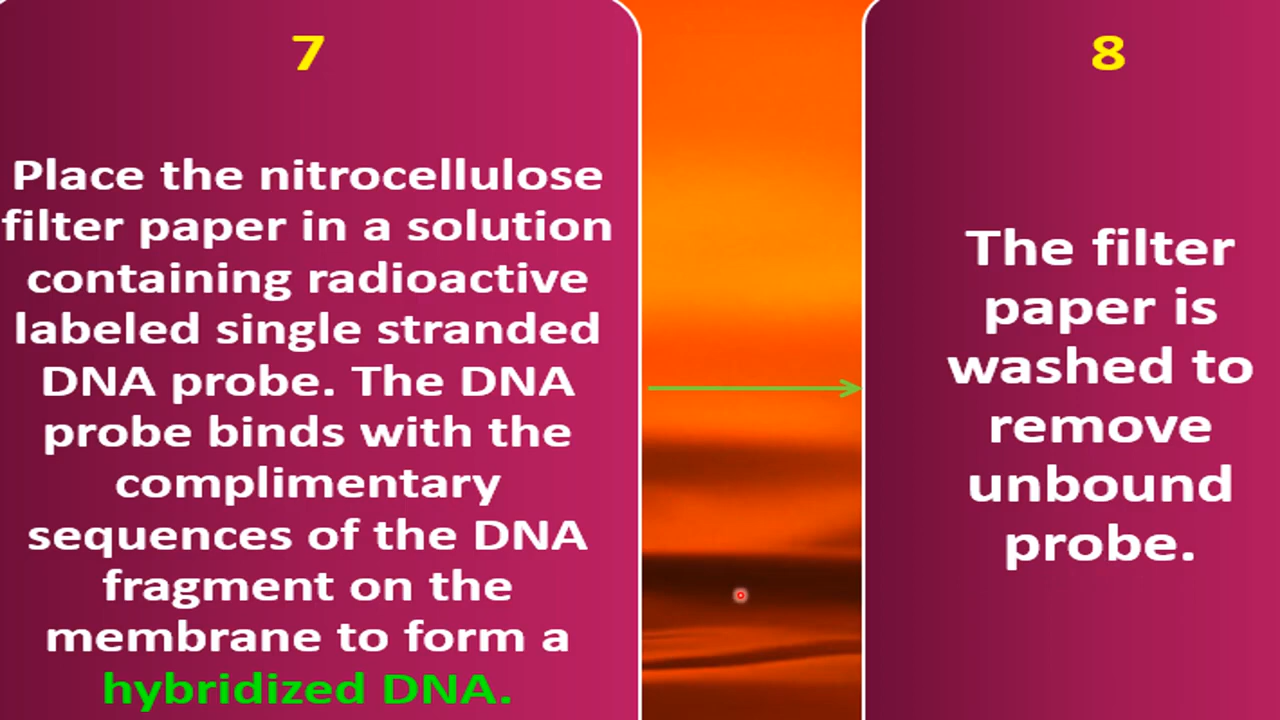 7
Place the nitrocellulose
filter paper in a solution
containing radioactive
labeled single stranded
DNA probe. The DNA
probe binds with the
complimentary
sequences of the DNA
fragment on the
membrane to form a
hybridized DNA.
8
The filter
paper is
washed to
remove
unbound
probe.